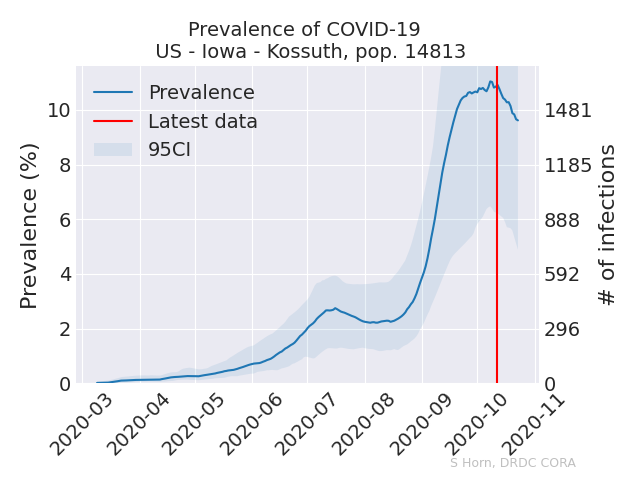 Prevalence of COVID-19
US - Iowa - Kossuth, pop. 14813
Prevalence
Latest data
95CI
Prevalence (%)
10
8
6
4
2
0
1481
1185
888
592
296
0
# of infections
2020-03
2020-04
2020-05
2020-06
2020-07
2020-08
2020-09
2020-10
2020-11
S Horn, DRDC CORA